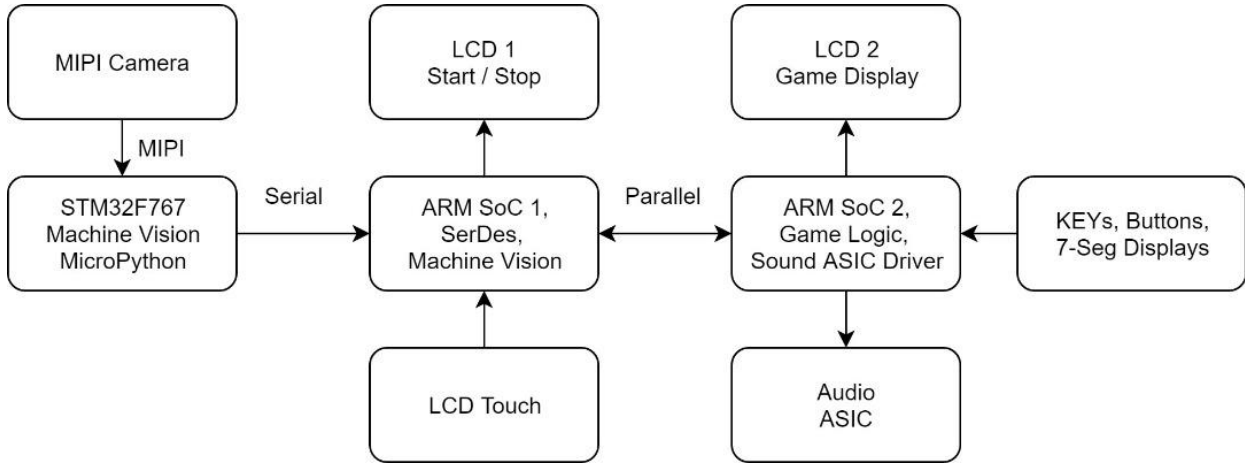 MIPI Camera
LCD 1
Start / Stop
LCD 2
Game Display
MIPI
STM32F767
Machine Vision
MicroPython
Serial
ARM SoC 1,
SerDes,
Machine Vision
Parallel
ARM SoC 2,
Game Logic,
Sound ASIC Driver
KEYs, Buttons,
7-Seg Displays
LCD Touch
Audio
ASIC